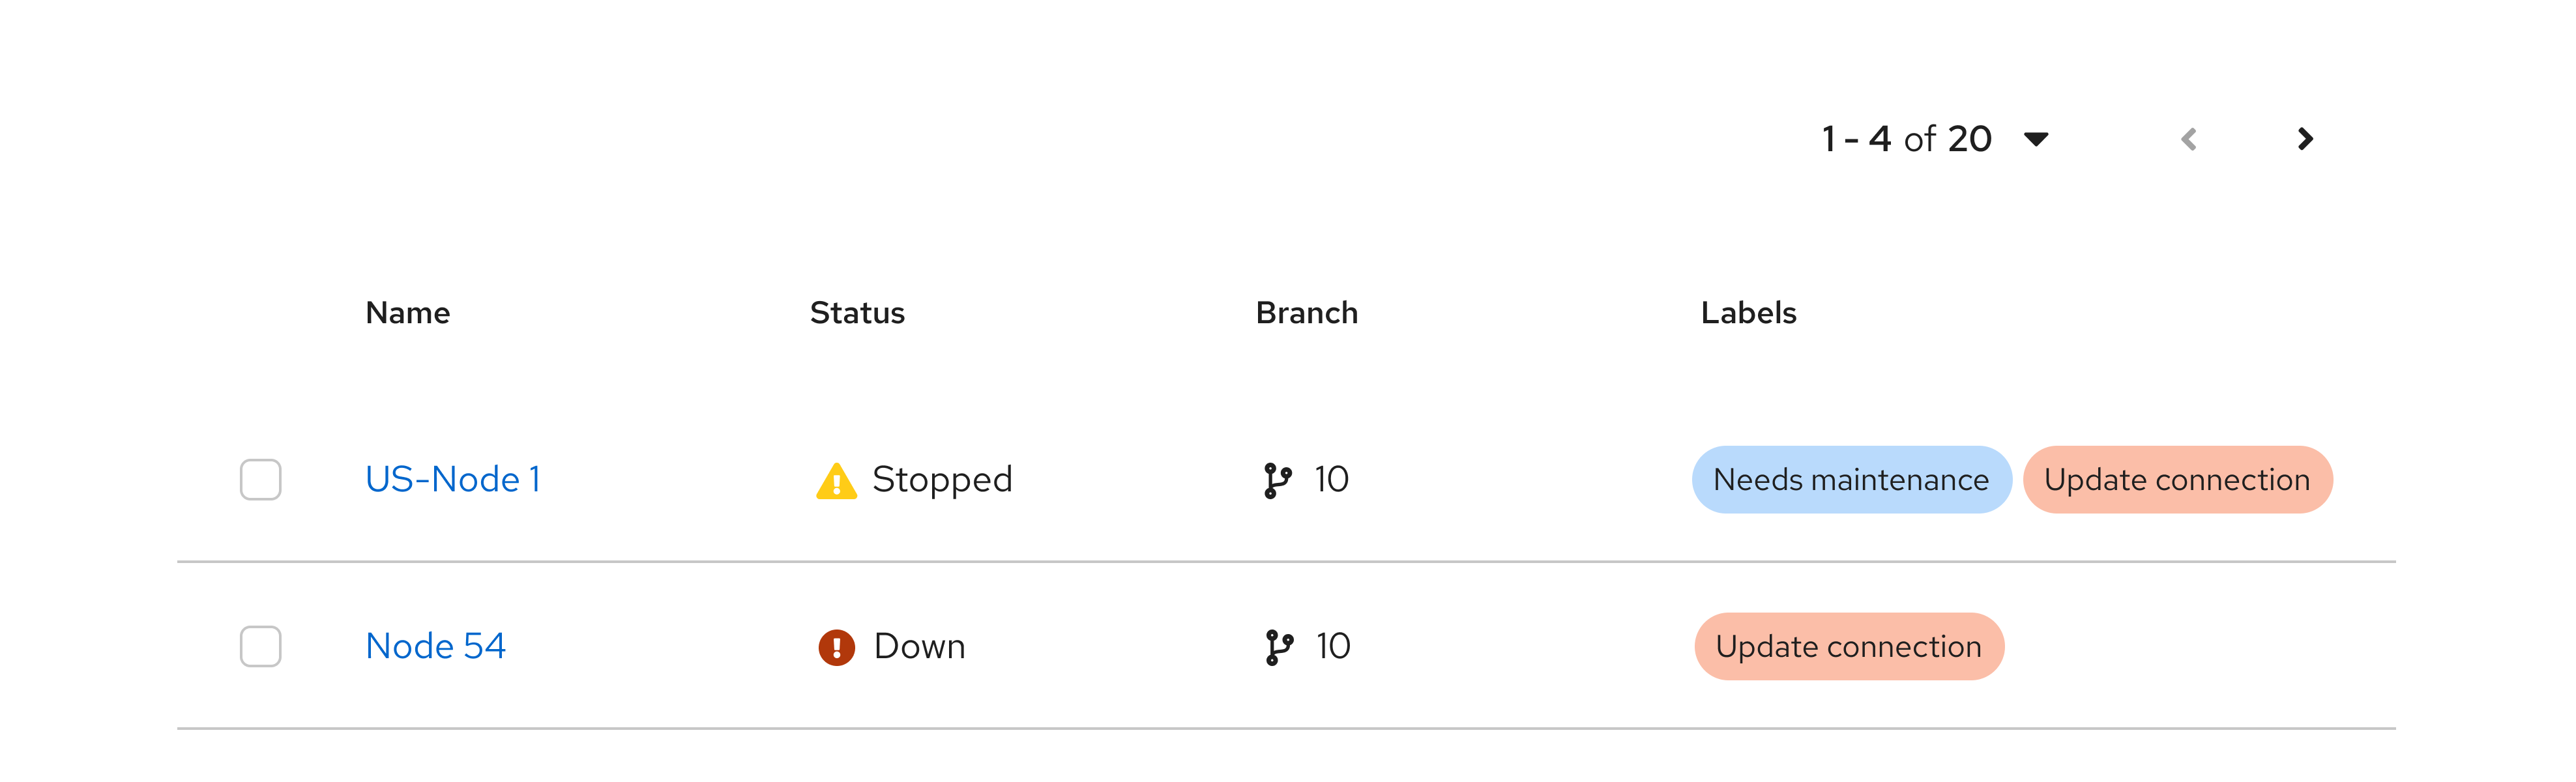 1 - 4 of 20
Name Status Branch Labels
US-Node 1 Stopped 10 Needs maintenance Update connection
Node 54 Down 10 Update connection